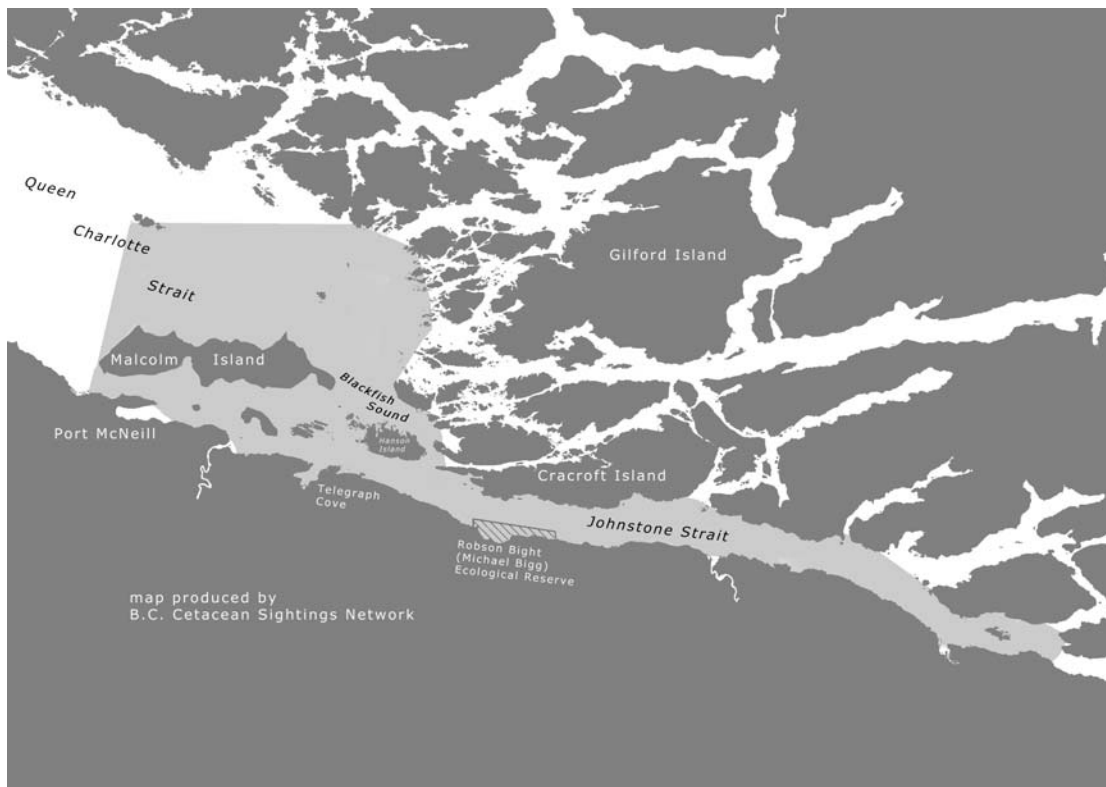 Queen
Charlotte
Strait
Gilford Island
Malcolm Island
Blackfish
Sound
Port McNeill
Hanson
Island
Cracroft Island
Telegraph
Cove
Johnstone Strait
Robson Bight
(Michael Bigg)
Ecological Reserve
map produced by
B.C. Cetacean Sightings Network